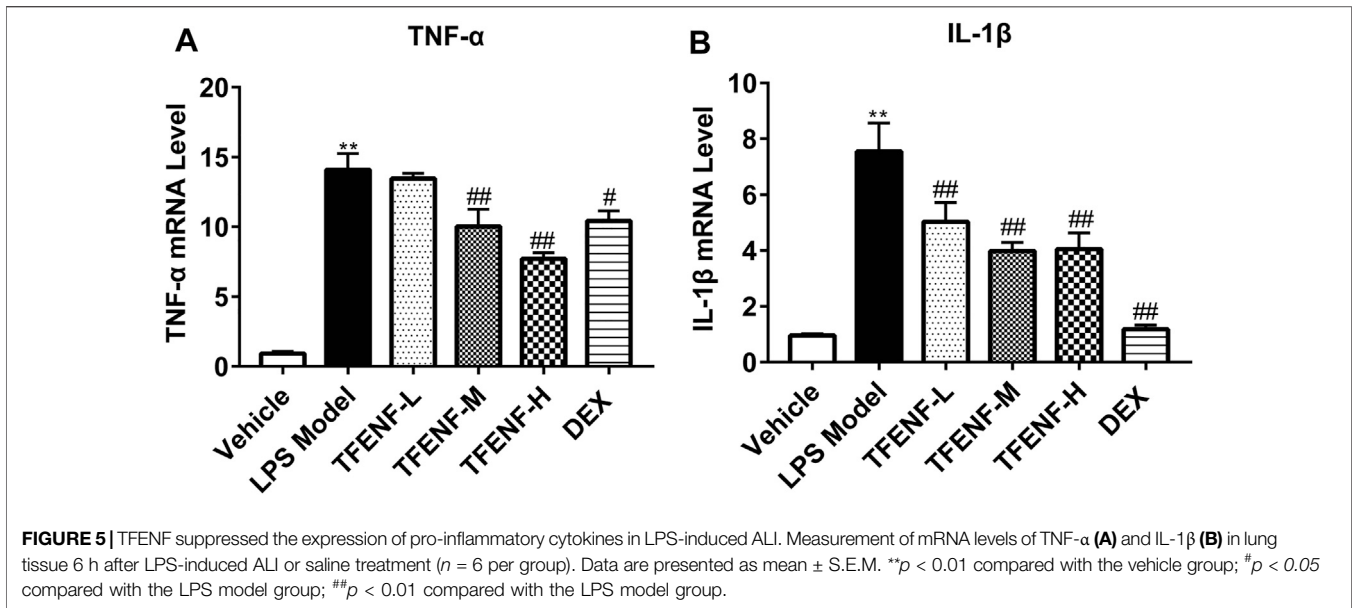 A
TNF-α
TNF-α mRNA Level
20
15
10
5
0
**
##
##
#
Vehicle
LPS Model
TFENF-L
TFENF-M
TFENF-H
DEX
B
IL-1β
IL-1β mRNA Level
10
8
6
4
2
0
**
##
##
##
##
Vehicle
LPS Model
TFENF-L
TFENF-M
TFENF-H
DEX
FIGURE 5 | TFENF suppressed the expression of pro-inflammatory cytokines in LPS-induced ALI. Measurement of mRNA levels of TNF-α (A) and IL-1β (B) in lung
tissue 6 h after LPS-induced ALI or saline treatment (n = 6 per group). Data are presented as mean ± S.E.M. **p < 0.01 compared with the vehicle group; #p < 0.05
compared with the LPS model group; ##p < 0.01 compared with the LPS model group.